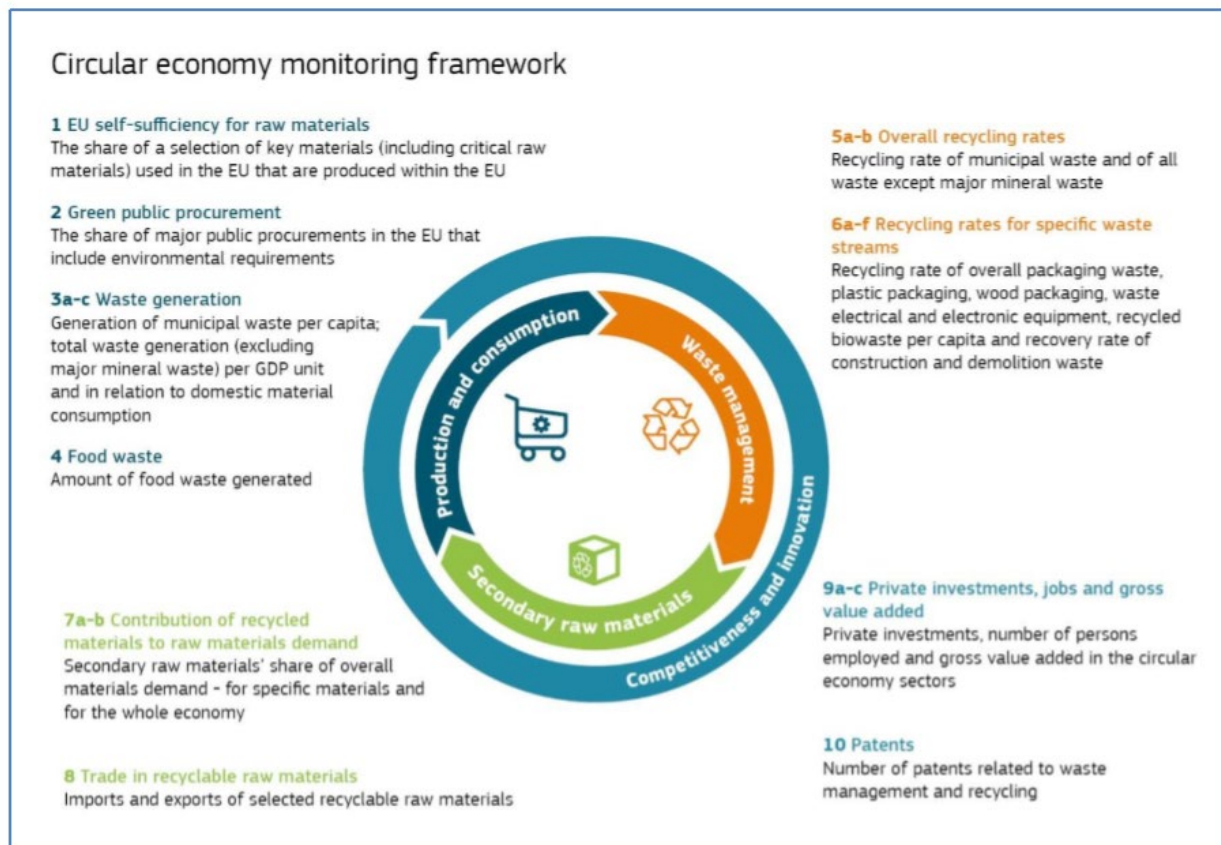 Circular economy monitoring framework
1 EU self-sufficiency for raw materials
The share of a selection of key materials (including critical raw
materials) used in the EU that are produced within the EU
2 Green public procurement
The share of major public procurements in the EU that
include environmental requirements
3a-c Waste generation
Generation of municipal waste per capita;
total waste generation (excluding
major mineral waste) per GDP unit
and in relation to domestic material
consumption
4 Food waste
Amount of food waste generated
5a-b Overall recycling rates
Recycling rate of municipal waste and of all
waste except major mineral waste
6a-f Recycling rates for specific waste
streams
Recycling rate of overall packaging waste,
plastic packaging, wood packaging, waste
electrical and electronic equipment, recycled
biowaste per capita and recovery rate of
construction and demolition waste
Production and consumption
Waste management
Secondary raw materials
Competitiveness and innovation
7a-b Contribution of recycled
materials to raw materials demand
Secondary raw materials' share of overall
materials demand - for specific materials and
for the whole economy
8 Trade in recyclable raw materials
Imports and exports of selected recyclable raw materials
9a-c Private investments, jobs and gross
value added
Private investments, number of persons
employed and gross value added in the circular
economy sectors
10 Patents
Number of patents related to waste
management and recycling